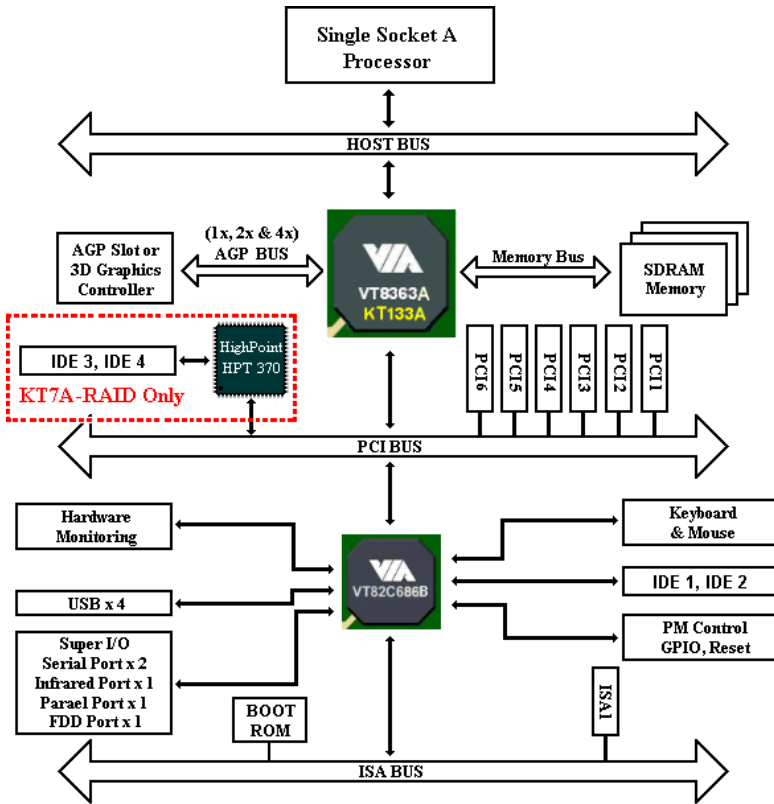 Single Socket A
Processor
HOST BUS
(1x, 2x & 4x)
AGP BUS
AGP Slot or
3D Graphics
Controller
VIA
VT8363A
KT133A
Memory Bus
SDRAM
Memory
IDE 3, IDE 4
HighPoint
HPT 370
KT7A-RAID Only
PCI6
PCI5
PCI4
PCI3
PCI2
PCI1
PCI BUS
Hardware
Monitoring
USB x 4
Super I/O
Serial Port x 2
Infrared Port x 1
Parael Port x 1
FDD Port x 1
VIA
VT82C686B
Keyboard
& Mouse
IDE 1, IDE 2
PM Control
GPIO, Reset
BOOT
ROM
ISA1
ISA BUS